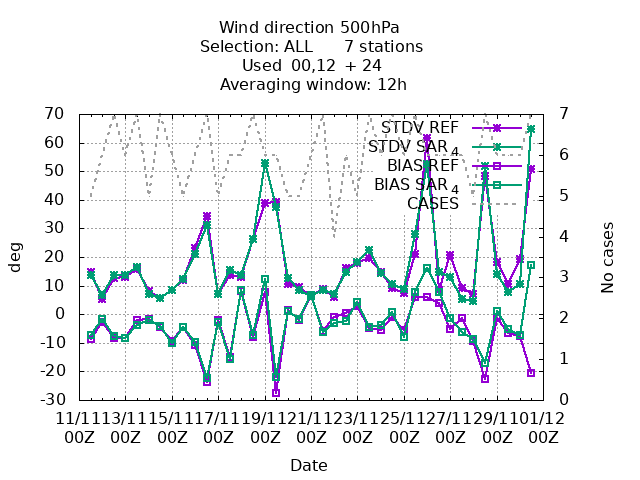 Wind direction 500hPa
Selection: ALL 7 stations
Used 00,12 + 24
Averaging window: 12h
70 7
STDV REF
60 STDV SAR 4 6
BIAS REF
50 BIAS SAR 4 5
CASES
40 4
30
20 3
10
0 2
-10
-20 1
-30 0
deg
No cases
11/11 13/11 15/11 17/11 19/11 21/11 23/11 25/11 27/11 29/11 01/12
00Z 00Z 00Z 00Z 00Z 00Z 00Z 00Z 00Z 00Z 00Z
Date